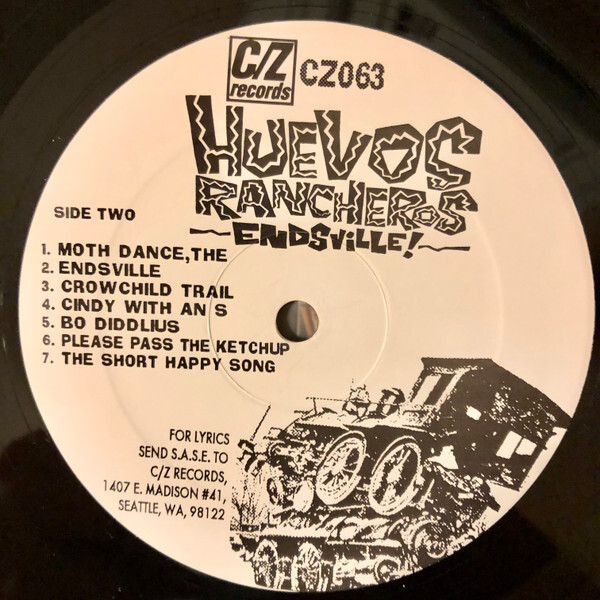 C/Z
records
CZ063
HUEVOS
RANCHEROS
ENDSVILLE!
SIDE TWO
1. MOTH DANCE,THE
2. ENDSVILLE
3. CROWCHILD TRAIL
4. CINDY WITH AN S
5. BO DIDDLIUS
6. PLEASE PASS THE KETCHUP
7. THE SHORT HAPPY SONG
FOR LYRICS
SEND S.A.S.E. TO
C/Z RECORDS,
1407 E. MADISON #41,
SEATTLE, WA, 98122